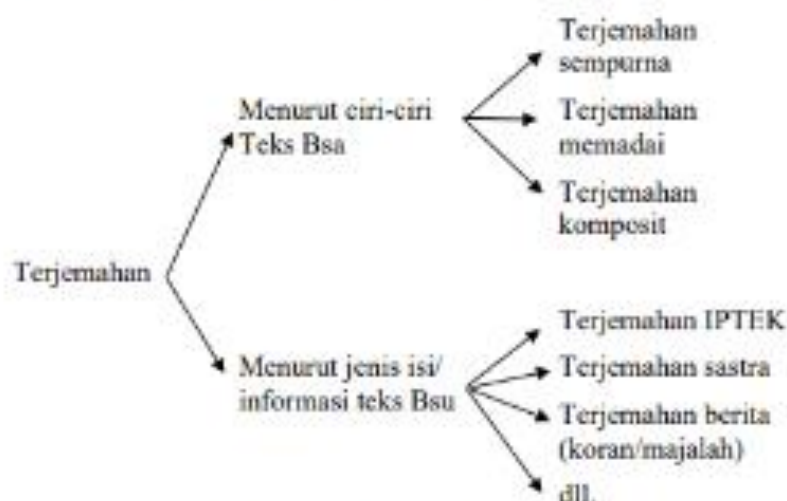 Terjemahan
sempurna
Menurut ciri-ciri
Teks Bsa
Terjemahan
memadai
Terjemahan
komposit
Terjemahan
Terjemahan IPTEK
Menurut jenis isi/
informasi teks Bsu
Terjemahan sastra
Terjemahan berita
(koran/majalah)
dll.